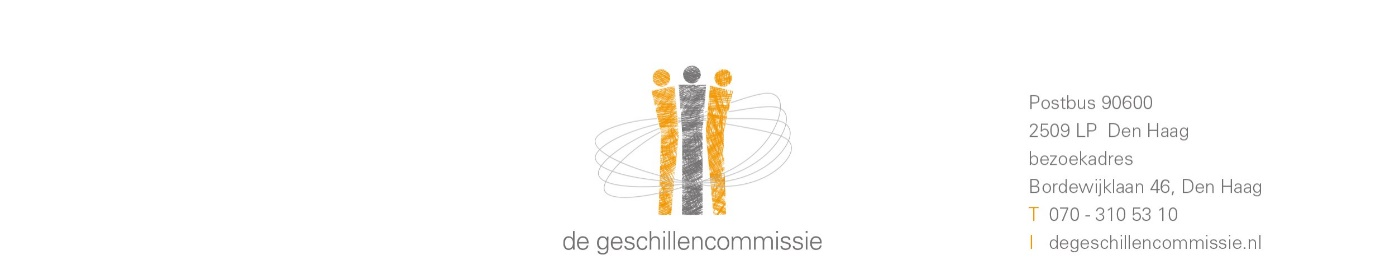 de geschillencommissie
Postbus 90600
2509 LP Den Haag
bezoekadres
Bordewijklaan 46, Den Haag
T 070 - 310 53 10
I degeschillencommissie.nl